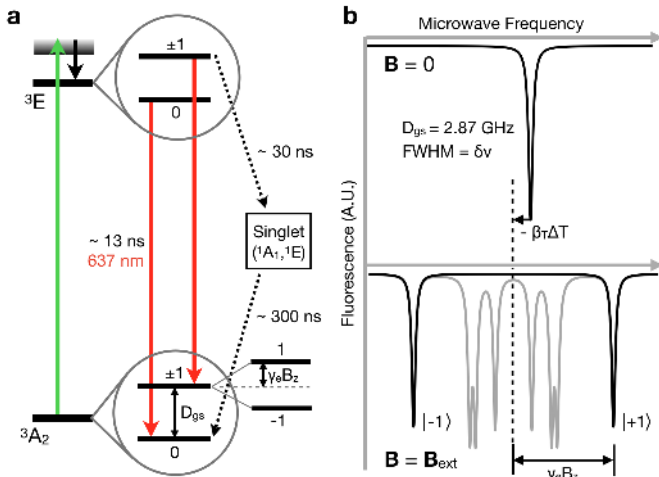 a
±1
³E
0
~ 30 ns
~ 13 ns
637 nm
Singlet
(¹A₁,¹E)
~ 300 ns
1
±1
γₑB_z
D_gs
-1
³A₂
0
b
Microwave Frequency
B = 0
D_gs = 2.87 GHz
FWHM = δν
- β_TΔT
Fluorescence (A.U.)
|-1⟩
|+1⟩
B = B_ext
γₑB_z